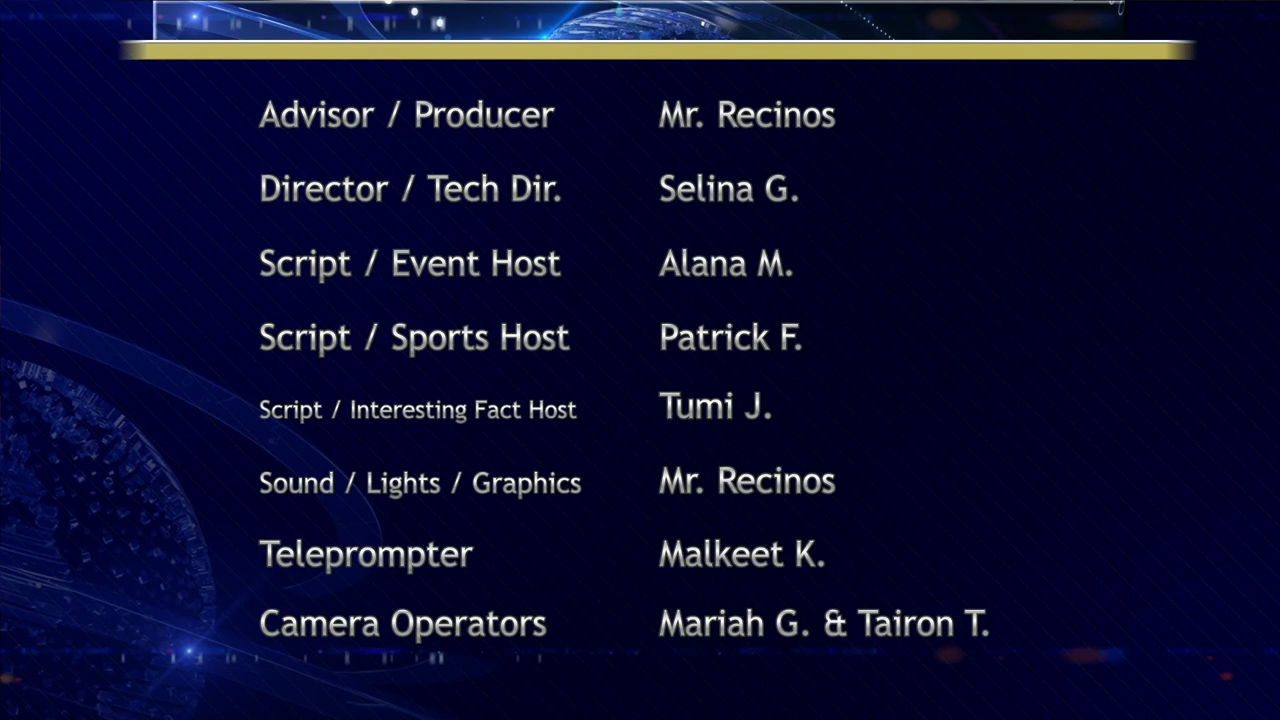 Advisor / Producer Mr. Recinos
Director / Tech Dir. Selina G.
Script / Event Host Alana M.
Script / Sports Host Patrick F.
Script / Interesting Fact Host Tumi J.
Sound / Lights / Graphics Mr. Recinos
Teleprompter Malkeet K.
Camera Operators Mariah G. & Tairon T.